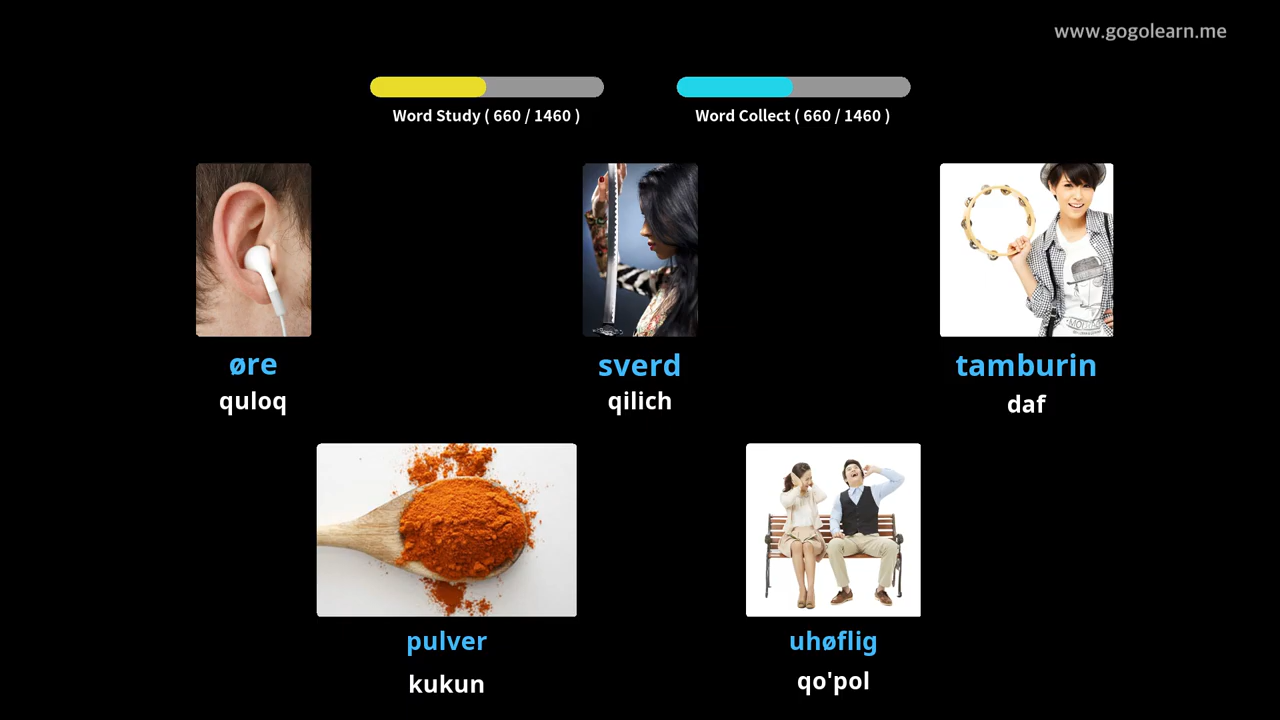 www.gogolearn.me
Word Study ( 660 / 1460 )
Word Collect ( 660 / 1460 )
øre
quloq
sverd
qilich
tamburin
daf
pulver
kukun
uhøflig
qo'pol